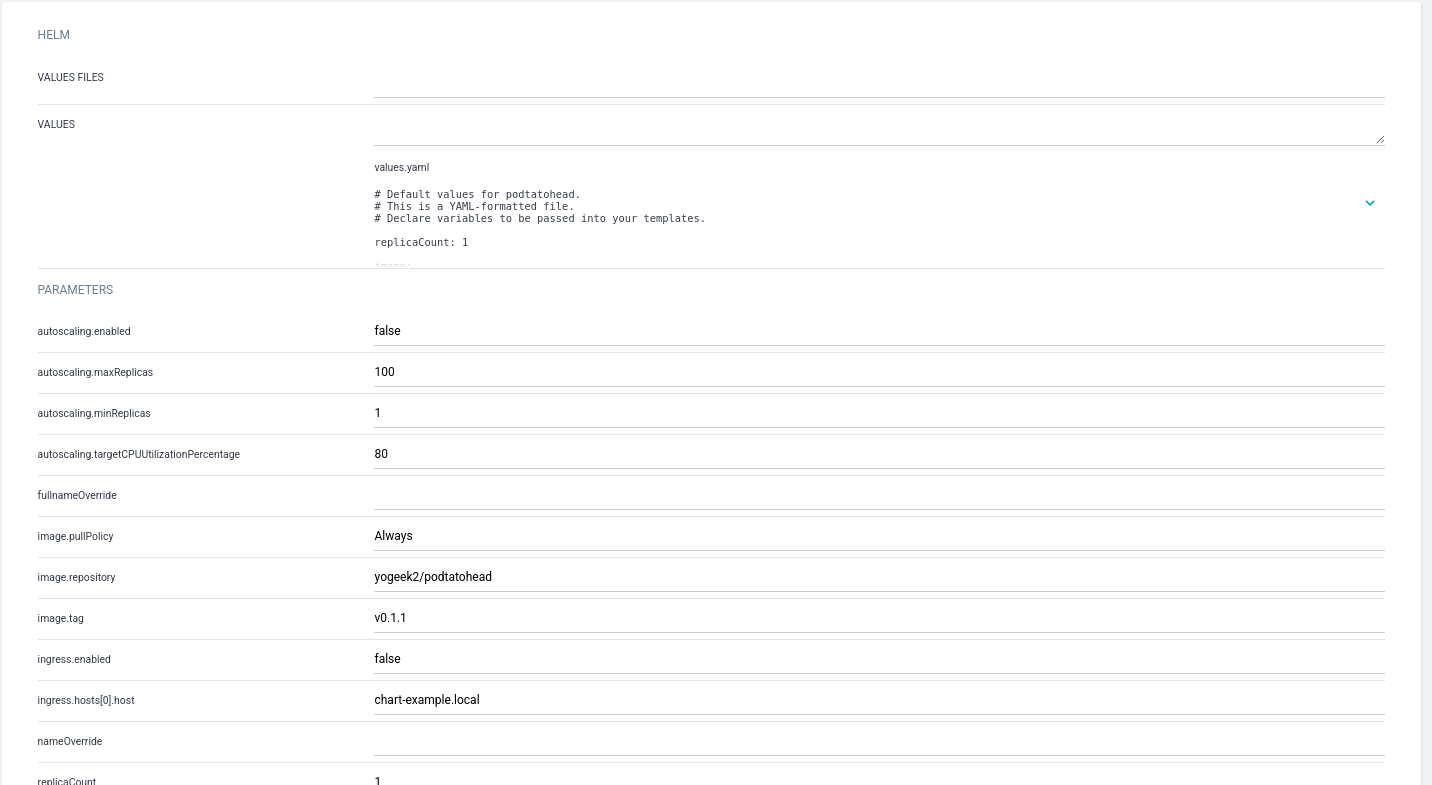 HELM
VALUES FILES
VALUES
values.yaml
# Default values for podtatohead.
# This is a YAML-formatted file.
# Declare variables to be passed into your templates.
replicaCount: 1
image:
PARAMETERS
autoscaling.enabled false
autoscaling.maxReplicas 100
autoscaling.minReplicas 1
autoscaling.targetCPUUtilizationPercentage 80
fullnameOverride
image.pullPolicy Always
image.repository yogeek2/podtatohead
image.tag v0.1.1
ingress.enabled false
ingress.hosts[0].host chart-example.local
nameOverride
replicaCount 1